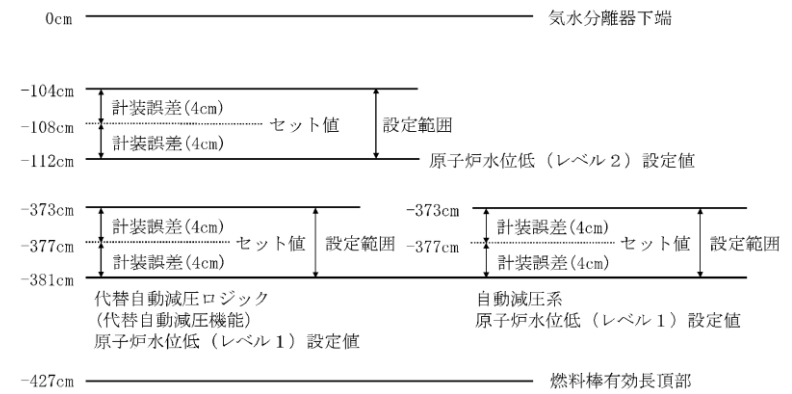 0cm 気水分離器下端
-104cm
計装誤差(4cm)
-108cm セット値 設定範囲
計装誤差(4cm)
-112cm 原子炉水位低（レベル２）設定値
-373cm -373cm
計装誤差(4cm) 計装誤差(4cm)
-377cm セット値 設定範囲 -377cm セット値 設定範囲
計装誤差(4cm) 計装誤差(4cm)
-381cm
代替自動減圧ロジック
(代替自動減圧機能)
原子炉水位低（レベル１）設定値
自動減圧系
原子炉水位低（レベル１）設定値
-427cm 燃料棒有効長頂部